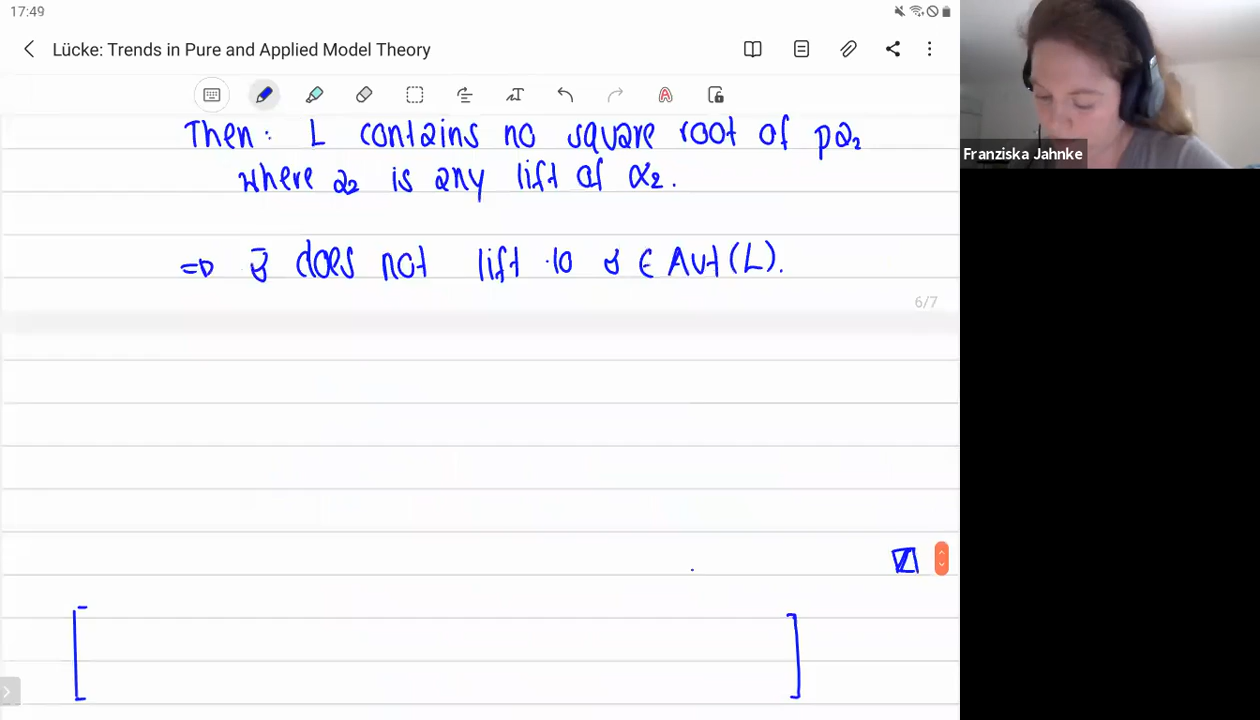 17:49
Lücke: Trends in Pure and Applied Model Theory
Then: L contains no square root of pa₂
where a₂ is any lift of α₂.
=> does not lift to σ ∈ Aut(L).
6/7
Franziska Jahnke